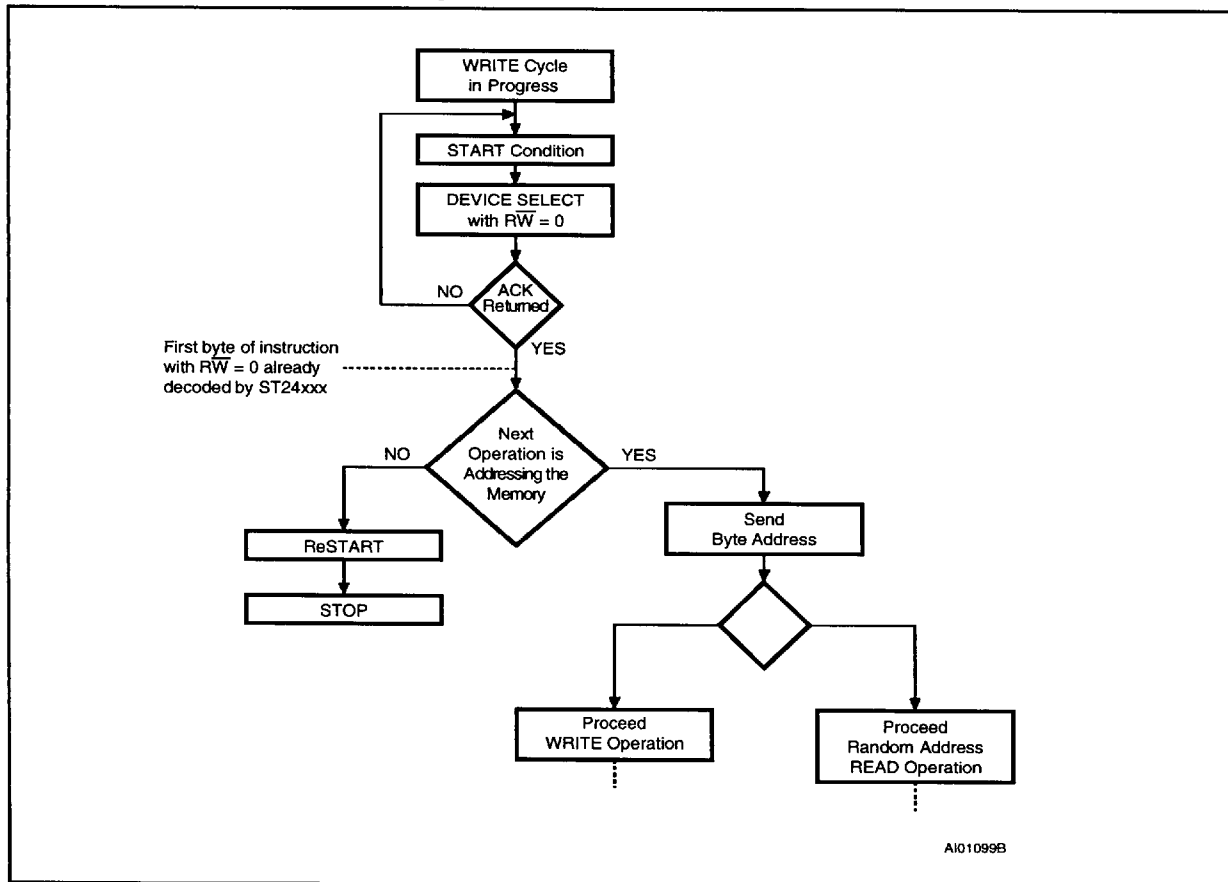 WRITE Cycle
in Progress
START Condition
DEVICE SELECT
with RW̅ = 0
NO
ACK
Returned
YES
First byte of instruction
with RW̅ = 0 already
decoded by ST24xxx
Next
Operation is
Addressing the
Memory
NO
YES
ReSTART
STOP
Send
Byte Address
Proceed
WRITE Operation
Proceed
Random Address
READ Operation
AI01099B